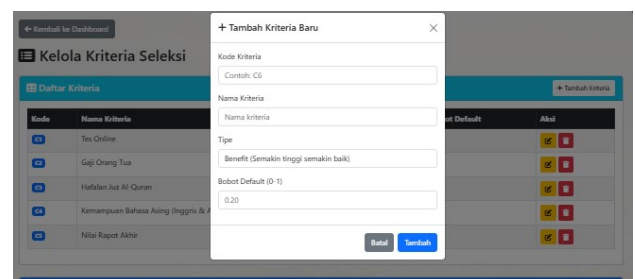 ← Kembali ke Dashboard
Kelola Kriteria Seleksi
Daftar Kriteria
+ Tambah Kriteria
Kode Nama Kriteria ot Default Aksi
C1 Tes Online
C2 Gaji Orang Tua
C3 Hafalan Juz Al-Quran
C4 Kemampuan Bahasa Asing (Inggris & A
C5 Nilai Rapot Akhir
+ Tambah Kriteria Baru
Kode Kriteria
Contoh: C6
Nama Kriteria
Nama kriteria
Tipe
Benefit (Semakin tinggi semakin baik)
Bobot Default (0-1)
0.20
Batal Tambah